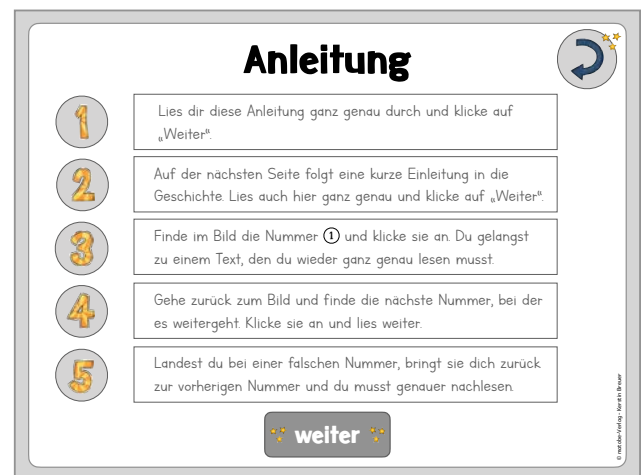 Anleitung
1
Lies dir diese Anleitung ganz genau durch und klicke auf
„Weiter“.
2
Auf der nächsten Seite folgt eine kurze Einleitung in die
Geschichte. Lies auch hier ganz genau und klicke auf „Weiter“.
3
Finde im Bild die Nummer ① und klicke sie an. Du gelangst
zu einem Text, den du wieder ganz genau lesen musst.
4
Gehe zurück zum Bild und finde die nächste Nummer, bei der
es weitergeht. Klicke sie an und lies weiter.
5
Landest du bei einer falschen Nummer, bringt sie dich zurück
zur vorherigen Nummer und du musst genauer nachlesen.
weiter
© matobe-Verlag • Kerstin Breuer